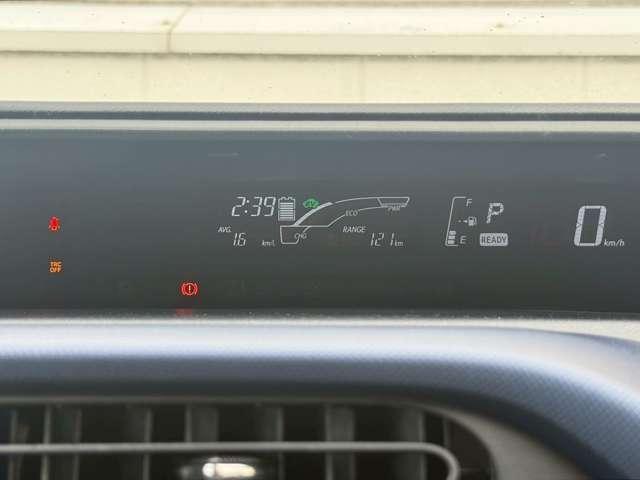 2:39
ECO
PWR
CHG
AVG.
16 km/L
RANGE
121 km
F
E
P
READY
0 km/h
TRC
OFF